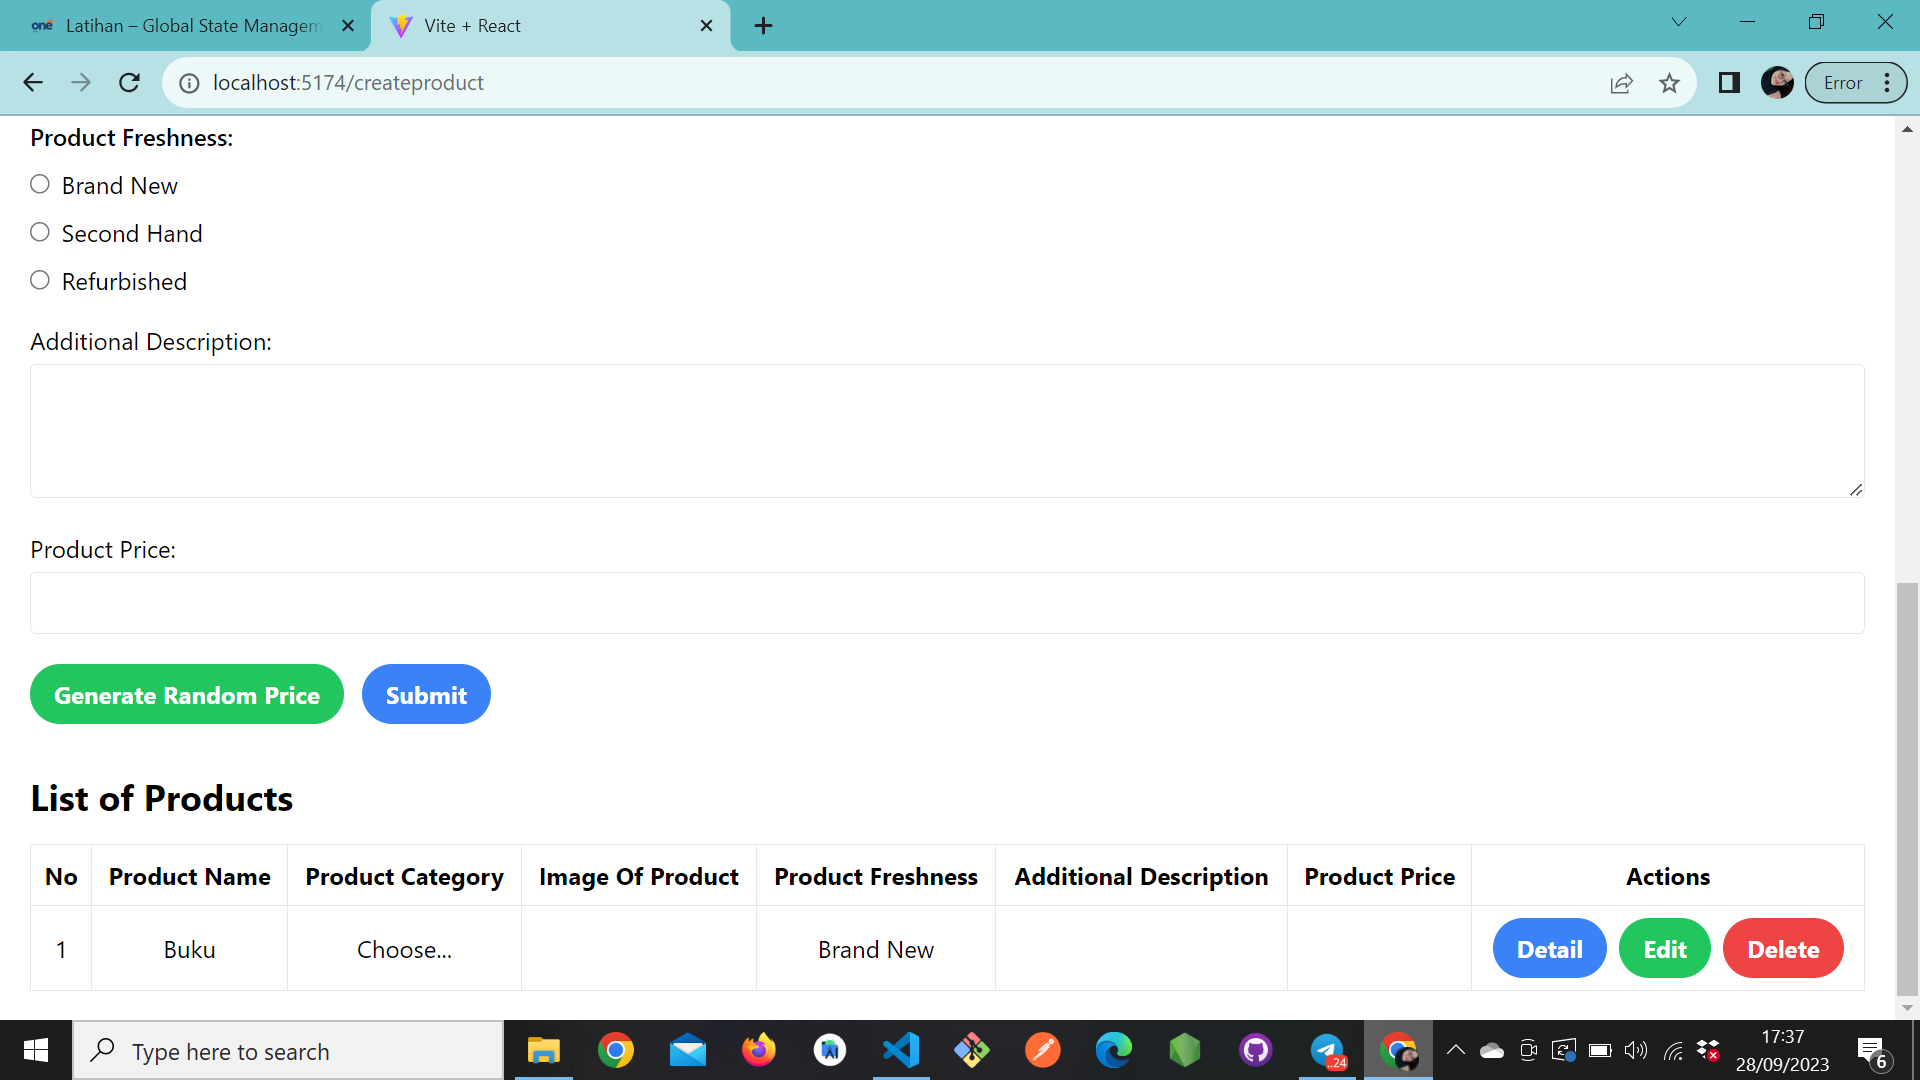 one Latihan – Global State Managem
Vite + React
localhost:5174/createproduct
Error
Product Freshness:
Brand New
Second Hand
Refurbished
Additional Description:
Product Price:
Generate Random Price Submit
List of Products
No Product Name Product Category Image Of Product Product Freshness Additional Description Product Price Actions
1 Buku Choose... Brand New Detail Edit Delete
Type here to search
..24
17:37
28/09/2023
6